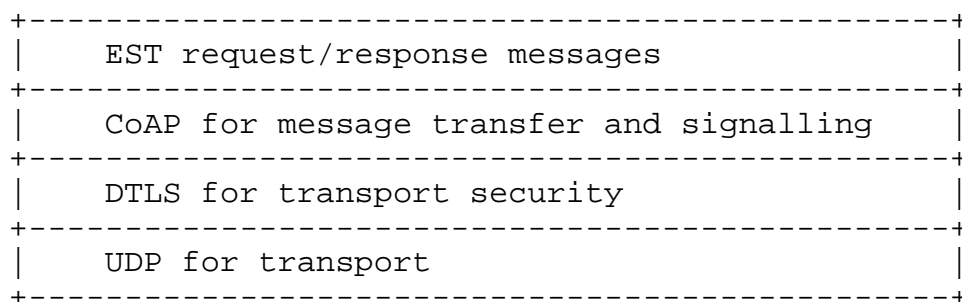 EST request/response messages
CoAP for message transfer and signalling
DTLS for transport security
UDP for transport